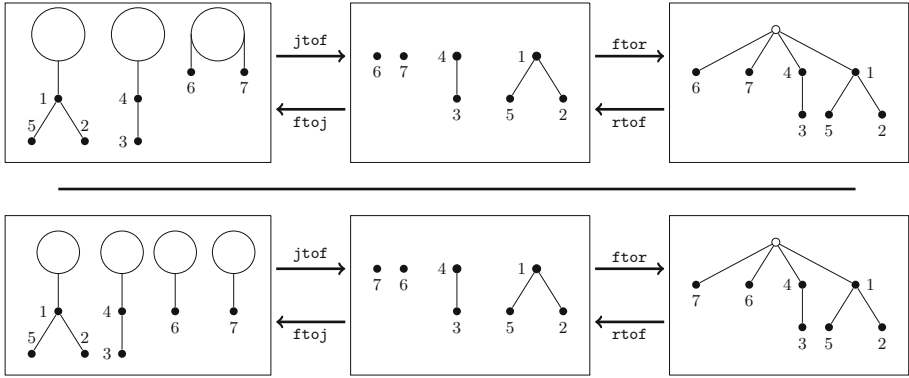 jtof ftor
4 1
6 7 6 7 4 1
1 4 6 7
ftoj rtof
5 2 3 5 2 3 5 2
3
jtof ftor
4 1
7 6 7 6 4 1
1 4
6 7 ftoj rtof
5 2 3 5 2 3 5 2
3